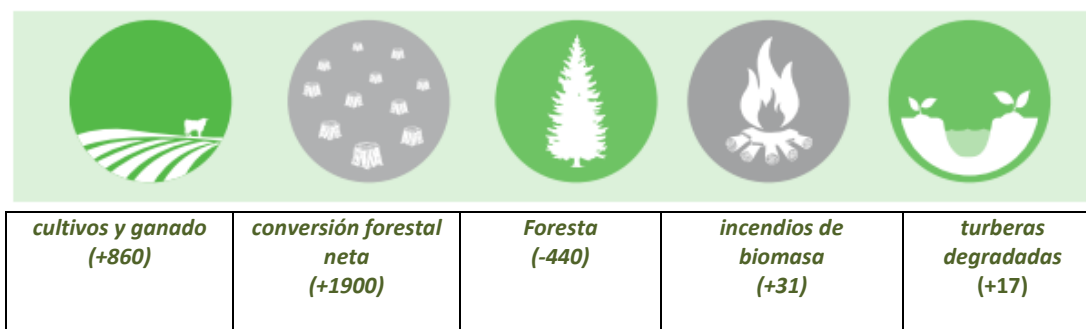 cultivos y ganado
(+860)
conversión forestal
neta
(+1900)
Foresta
(-440)
incendios de
biomasa
(+31)
turberas
degradadas
(+17)